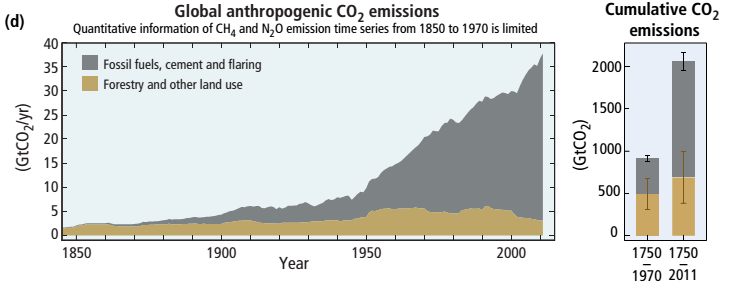 (d)
Global anthropogenic CO2 emissions
Quantitative information of CH4 and N2O emission time series from 1850 to 1970 is limited
40
35
30
25
20
15
10
5
0
(GtCO2/yr)
Fossil fuels, cement and flaring
Forestry and other land use
1850 1900 1950 2000
Year
Cumulative CO2
emissions
2000
1500
1000
500
0
(GtCO2)
1750 1750
– –
1970 2011